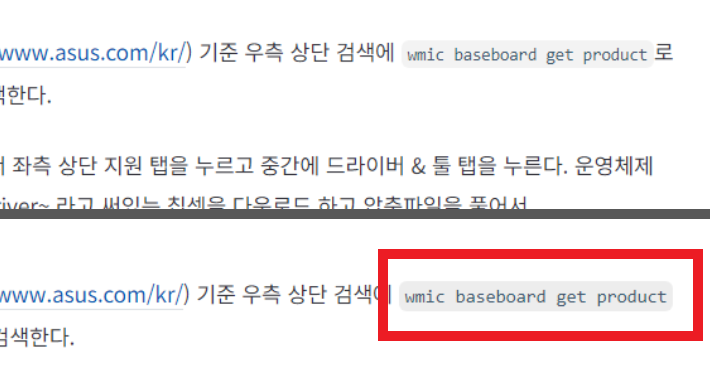 www.asus.com/kr/) 기준 우측 상단 검색에 wmic baseboard get product로
색한다.
좌측 상단 지원 탭을 누르고 중간에 드라이버 & 툴 탭을 누른다. 운영체제
river~ 라고 써있는 칩셋을 다운로드 하고 압축파일을 풀어서
www.asus.com/kr/) 기준 우측 상단 검색에 wmic baseboard get product
검색한다.